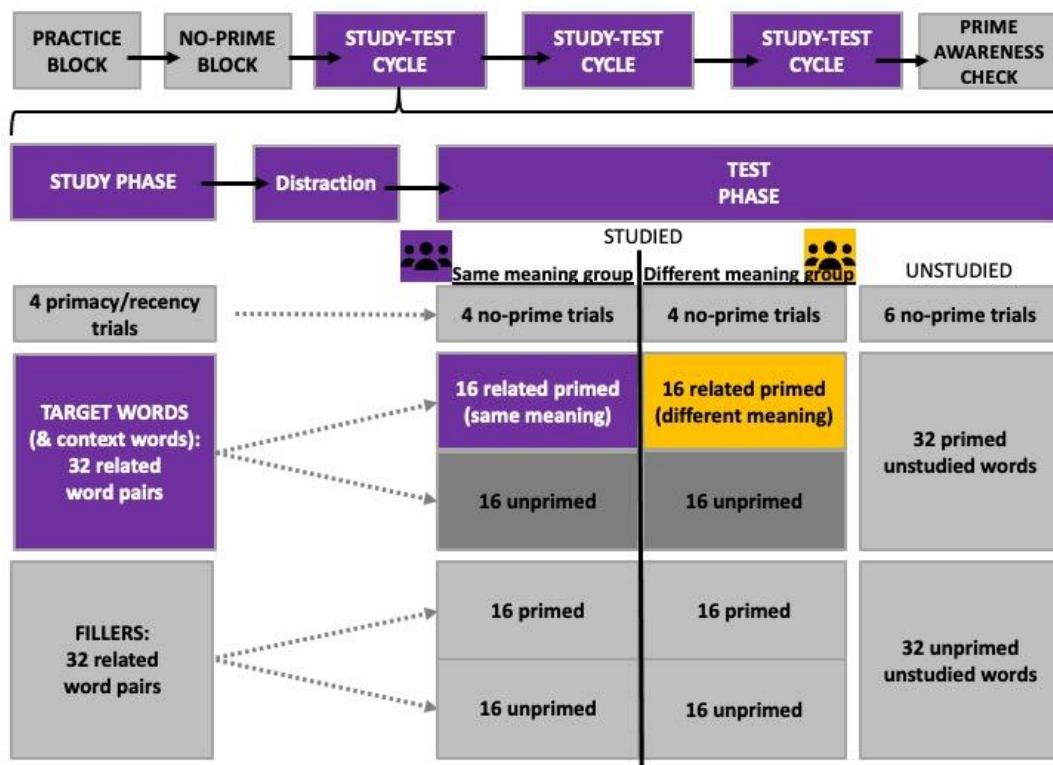 PRACTICE
BLOCK
NO-PRIME
BLOCK
STUDY-TEST
CYCLE
STUDY-TEST
CYCLE
STUDY-TEST
CYCLE
PRIME
AWARENESS
CHECK
STUDY PHASE
Distraction
TEST
PHASE
STUDIED
Same meaning group
Different meaning group
UNSTUDIED
4 primacy/recency
trials
4 no-prime trials
4 no-prime trials
6 no-prime trials
TARGET WORDS
(& context words):
32 related
word pairs
16 related primed
(same meaning)
16 related primed
(different meaning)
32 primed
unstudied words
16 unprimed
16 unprimed
FILLERS:
32 related
word pairs
16 primed
16 primed
32 unprimed
unstudied words
16 unprimed
16 unprimed